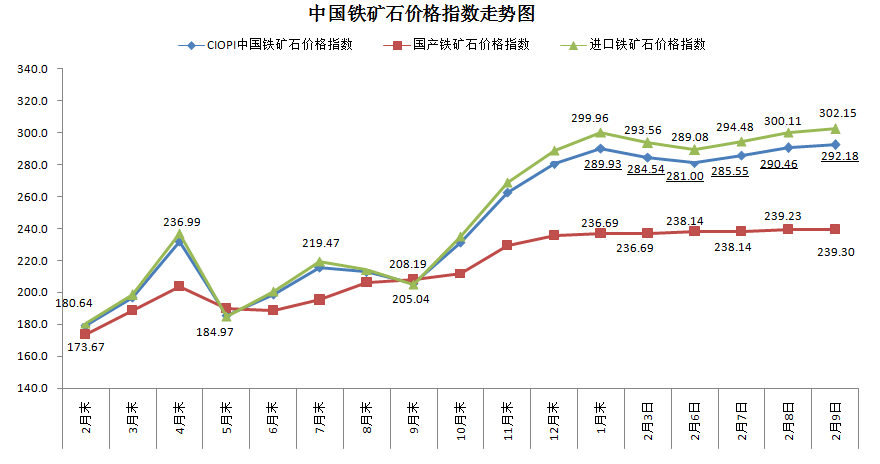 中国铁矿石价格指数走势图
CIOPI中国铁矿石价格指数 国产铁矿石价格指数 进口铁矿石价格指数
340.0
320.0
300.0
280.0
260.0
240.0
220.0
200.0
180.0
160.0
140.0
180.64
173.67
236.99
184.97
219.47
208.19
205.04
299.96
293.56
289.08
294.48
300.11
302.15
289.93
284.54
281.00
285.55
290.46
292.18
236.69
236.69
238.14
238.14
239.23
239.30
2月末
3月末
4月末
5月末
6月末
7月末
8月末
9月末
10月末
11月末
12月末
1月末
2月3日
2月6日
2月7日
2月8日
2月9日